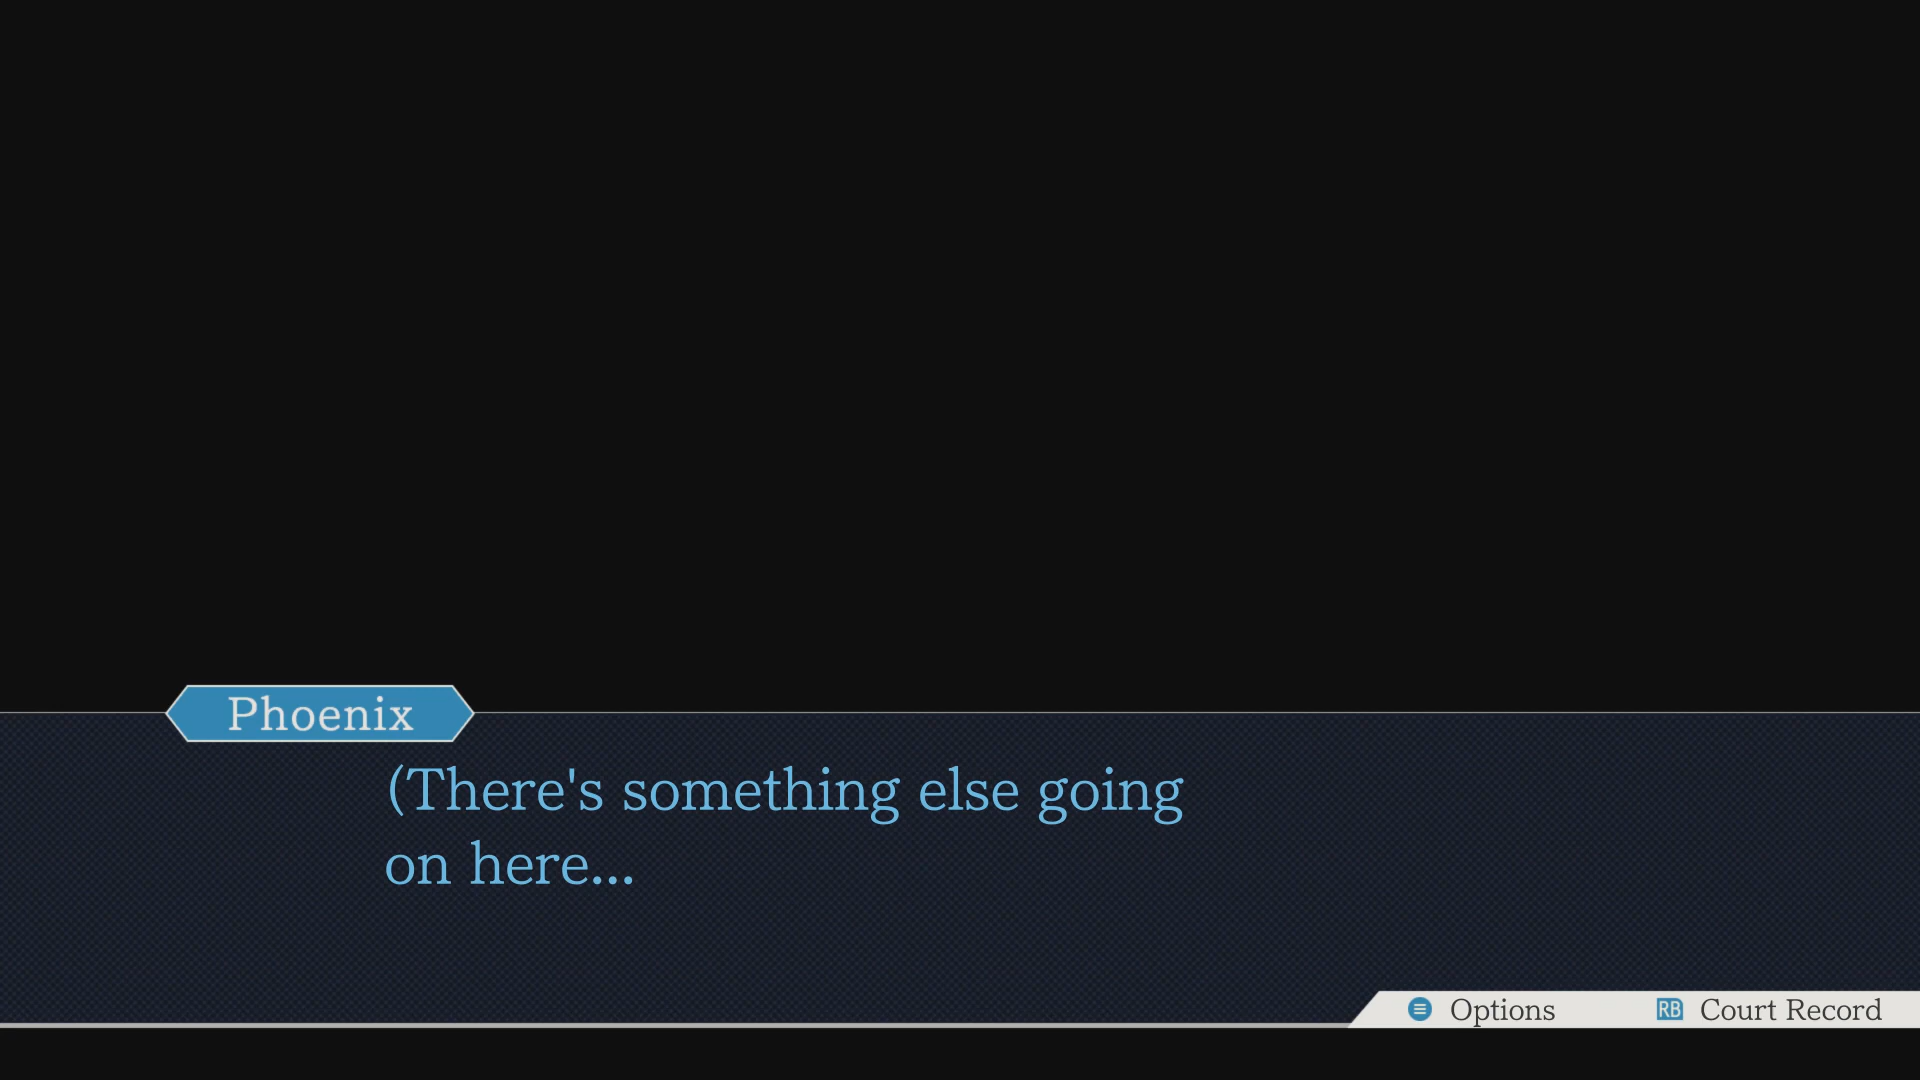 Phoenix
(There's something else going
on here...
Options
RB Court Record